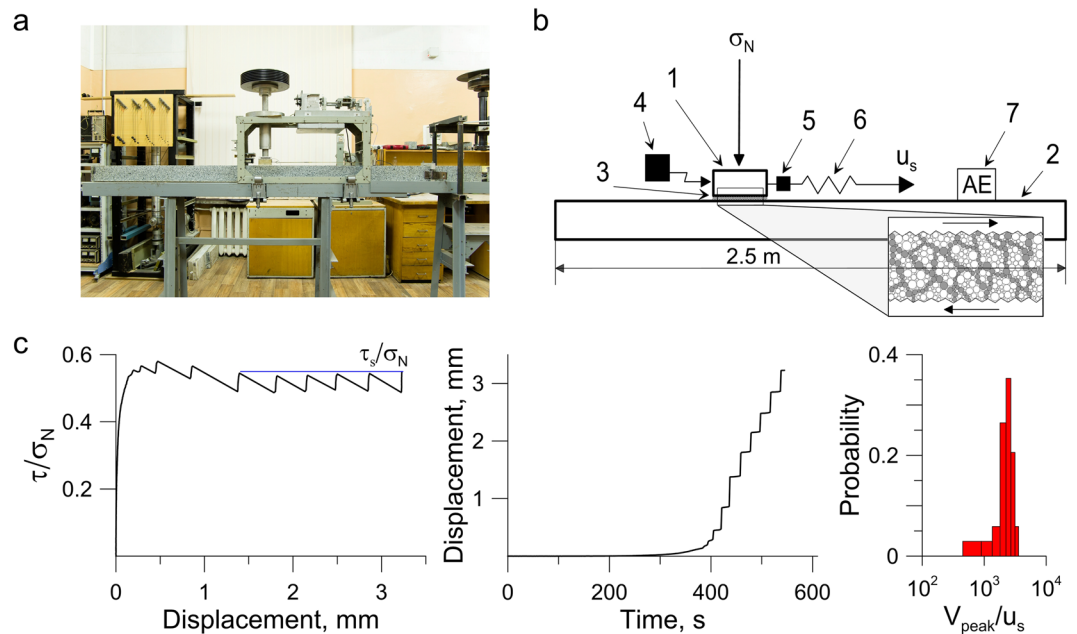 a
b
σN
1
4
5
6
7
us
2
3
AE
2.5 m
c
0.6
0.4
0.2
τ/σN
τs/σN
0
1
2
3
Displacement, mm
3
2
1
Displacement, mm
0
200
400
600
Time, s
0.4
0.2
0
Probability
10²
10³
10⁴
Vpeak/us